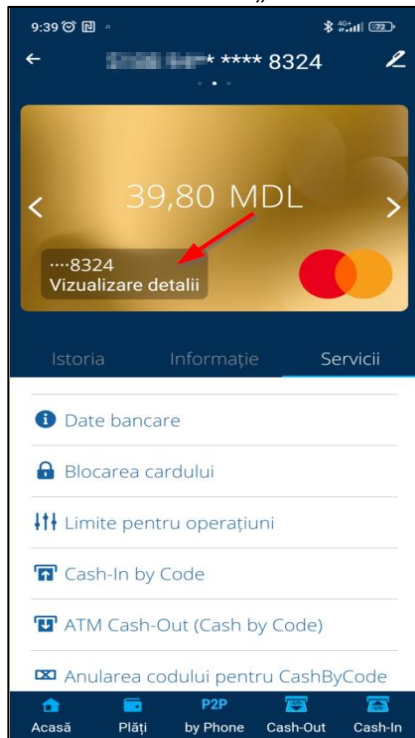 „
9:39
4G+
72
* **** 8324
39,80 MDL
····8324
Vizualizare detalii
Istoria Informație Servicii
Date bancare
Blocarea cardului
Limite pentru operațiuni
Cash-In by Code
ATM Cash-Out (Cash by Code)
Anularea codului pentru CashByCode
P2P
Acasă Plăți by Phone Cash-Out Cash-In